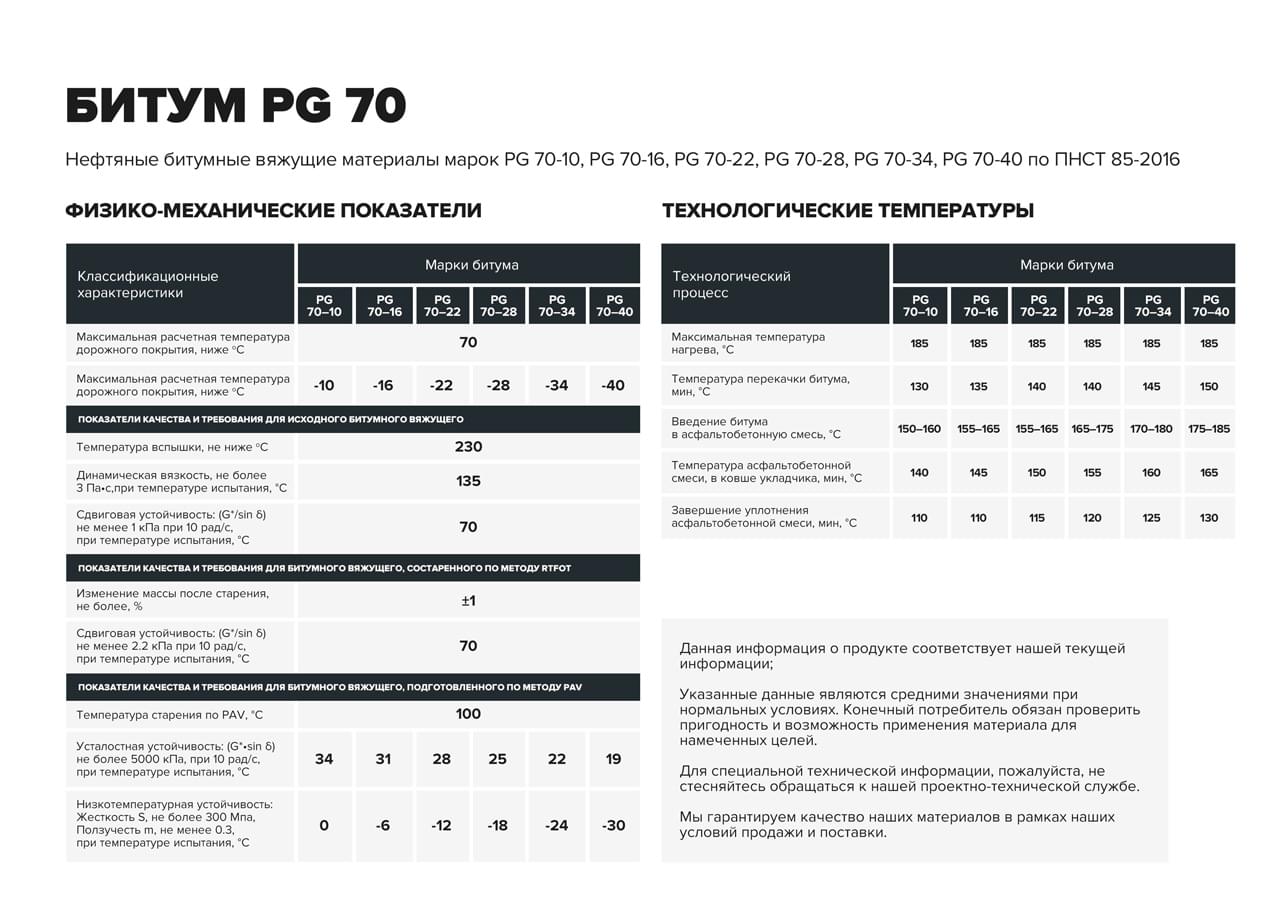 БИТУМ PG 70
Нефтяные битумные вяжущие материалы марок PG 70-10, PG 70-16, PG 70-22, PG 70-28, PG 70-34, PG 70-40 по ПНСТ 85-2016
ФИЗИКО-МЕХАНИЧЕСКИЕ ПОКАЗАТЕЛИ
Классификационные
характеристики
Марки битума
PG
70–10
PG
70–16
PG
70–22
PG
70–28
PG
70–34
PG
70–40
Максимальная расчетная температура
дорожного покрытия, ниже °С
70
Максимальная расчетная температура
дорожного покрытия, ниже °С
-10 -16 -22 -28 -34 -40
ПОКАЗАТЕЛИ КАЧЕСТВА И ТРЕБОВАНИЯ ДЛЯ ИСХОДНОГО БИТУМНОГО ВЯЖУЩЕГО
Температура вспышки, не ниже °С
230
Динамическая вязкость, не более
3 Па•с,при температуре испытания, °С
135
Сдвиговая устойчивость: (G*/sin δ)
не менее 1 кПа при 10 рад/с,
при температуре испытания, °С
70
ПОКАЗАТЕЛИ КАЧЕСТВА И ТРЕБОВАНИЯ ДЛЯ БИТУМНОГО ВЯЖУЩЕГО, СОСТАРЕННОГО ПО МЕТОДУ RTFOT
Изменение массы после старения,
не более, %
±1
Сдвиговая устойчивость: (G*/sin δ)
не менее 2.2 кПа при 10 рад/с,
при температуре испытания, °С
70
ПОКАЗАТЕЛИ КАЧЕСТВА И ТРЕБОВАНИЯ ДЛЯ БИТУМНОГО ВЯЖУЩЕГО, ПОДГОТОВЛЕННОГО ПО МЕТОДУ PAV
Температура старения по PAV, °С
100
Усталостная устойчивость: (G*•sin δ)
не более 5000 кПа, при 10 рад/с,
при температуре испытания, °С
34 31 28 25 22 19
Низкотемпературная устойчивость:
Жесткость S, не более 300 Мпа,
Ползучесть m, не менее 0.3,
при температуре испытания, °С
0 -6 -12 -18 -24 -30
ТЕХНОЛОГИЧЕСКИЕ ТЕМПЕРАТУРЫ
Технологический
процесс
Марки битума
PG
70–10
PG
70–16
PG
70–22
PG
70–28
PG
70–34
PG
70–40
Максимальная температура
нагрева, °С
185 185 185 185 185 185
Температура перекачки битума,
мин, °С
130 135 140 140 145 150
Введение битума
в асфальтобетонную смесь, °С
150–160 155–165 155–165 165–175 170–180 175–185
Температура асфальтобетонной
смеси, в ковше укладчика, мин, °С
140 145 150 155 160 165
Завершение уплотнения
асфальтобетонной смеси, мин, °С
110 110 115 120 125 130
Данная информация о продукте соответствует нашей текущей
информации;
Указанные данные являются средними значениями при
нормальных условиях. Конечный потребитель обязан проверить
пригодность и возможность применения материала для
намеченных целей.
Для специальной технической информации, пожалуйста, не
стесняйтесь обращаться к нашей проектно-технической службе.
Мы гарантируем качество наших материалов в рамках наших
условий продажи и поставки.